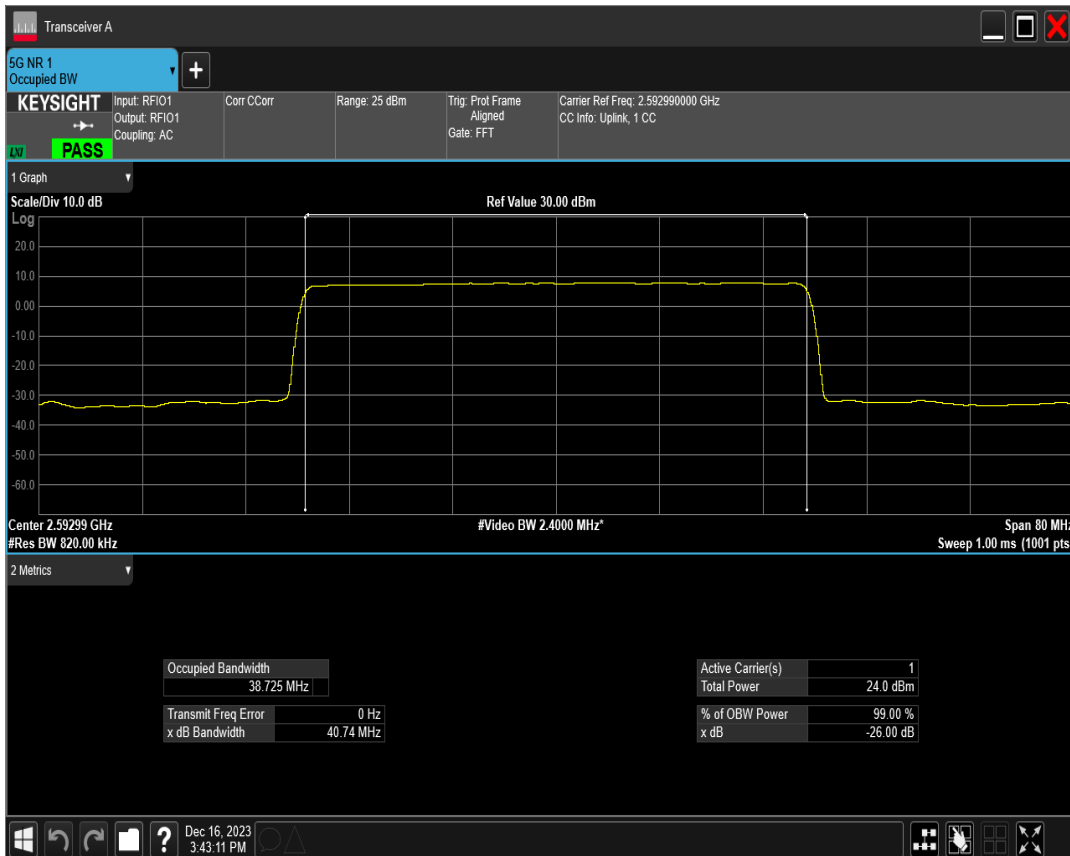 Transceiver A
5G NR 1
Occupied BW
+
KEYSIGHT
LXI
PASS
Input: RFIO1
Output: RFIO1
Coupling: AC
Corr CCorr
Range: 25 dBm
Trig: Prot Frame
Aligned
Gate: FFT
Carrier Ref Freq: 2.592990000 GHz
CC Info: Uplink, 1 CC
1 Graph
Scale/Div 10.0 dB
Ref Value 30.00 dBm
Log
20.0
10.0
0.00
-10.0
-20.0
-30.0
-40.0
-50.0
-60.0
Center 2.59299 GHz
#Video BW 2.4000 MHz*
Span 80 MHz
#Res BW 820.00 kHz
Sweep 1.00 ms (1001 pts
2 Metrics
Occupied Bandwidth
38.725 MHz
Transmit Freq Error 0 Hz
x dB Bandwidth 40.74 MHz
Active Carrier(s) 1
Total Power 24.0 dBm
% of OBW Power 99.00 %
x dB -26.00 dB
?
Dec 16, 2023
3:43:11 PM